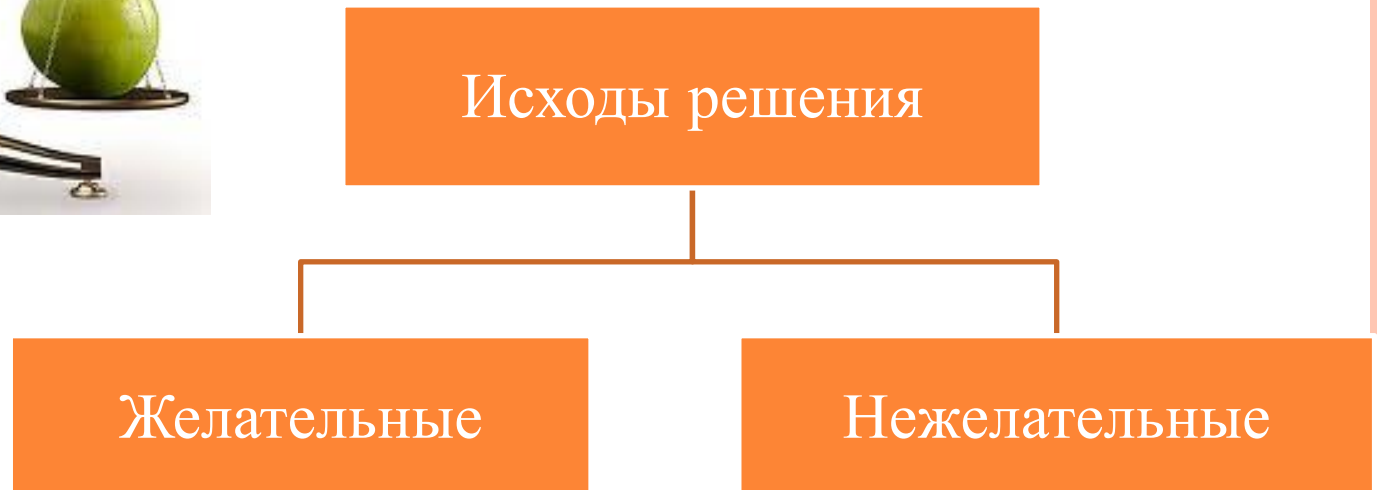 Исходы решения
Желательные
Нежелательные